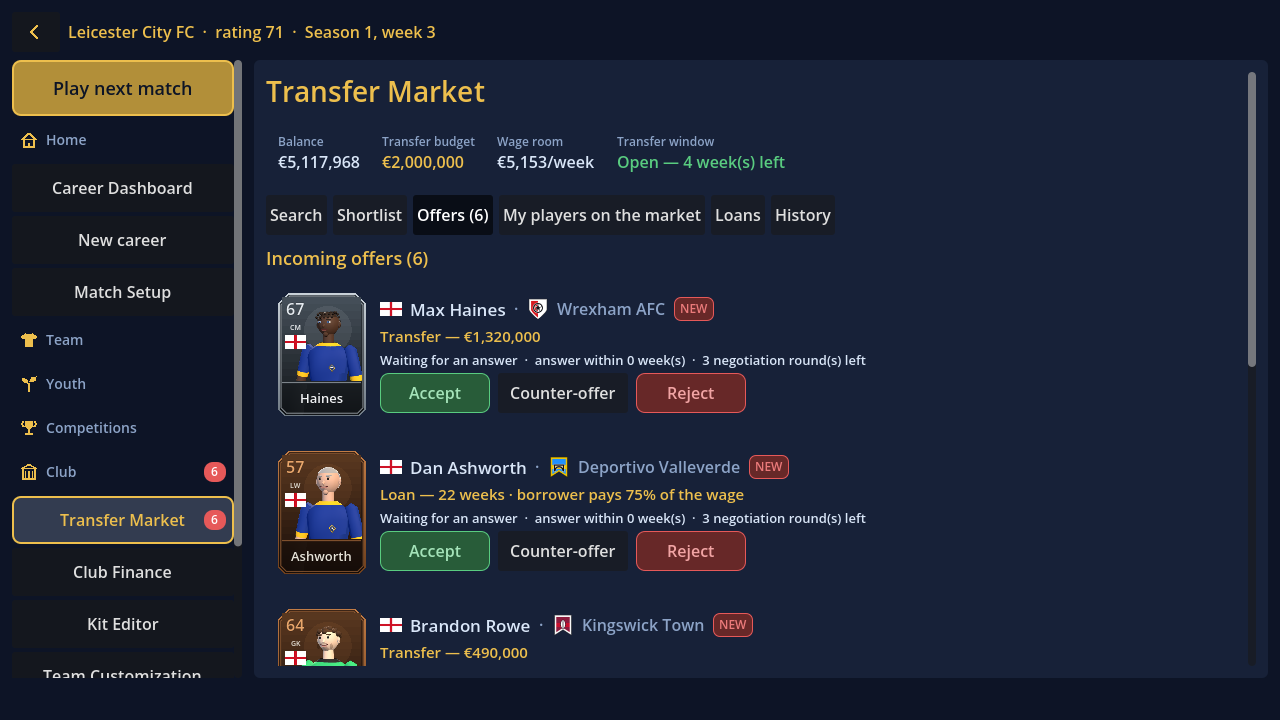 Leicester City FC · rating 71 · Season 1, week 3
Play next match
Home
Career Dashboard
New career
Match Setup
Team
Youth
Competitions
Club 6
Transfer Market 6
Club Finance
Kit Editor
Team Customization
Transfer Market
Balance Transfer budget Wage room Transfer window
€5,117,968 €2,000,000 €5,153/week Open — 4 week(s) left
Search Shortlist Offers (6) My players on the market Loans History
Incoming offers (6)
67
CM
Haines
Max Haines · Wrexham AFC NEW
Transfer — €1,320,000
Waiting for an answer · answer within 0 week(s) · 3 negotiation round(s) left
Accept Counter-offer Reject
57
LW
Ashworth
Dan Ashworth · Deportivo Valleverde NEW
Loan — 22 weeks · borrower pays 75% of the wage
Waiting for an answer · answer within 0 week(s) · 3 negotiation round(s) left
Accept Counter-offer Reject
64
GK
Brandon Rowe · Kingswick Town NEW
Transfer — €490,000